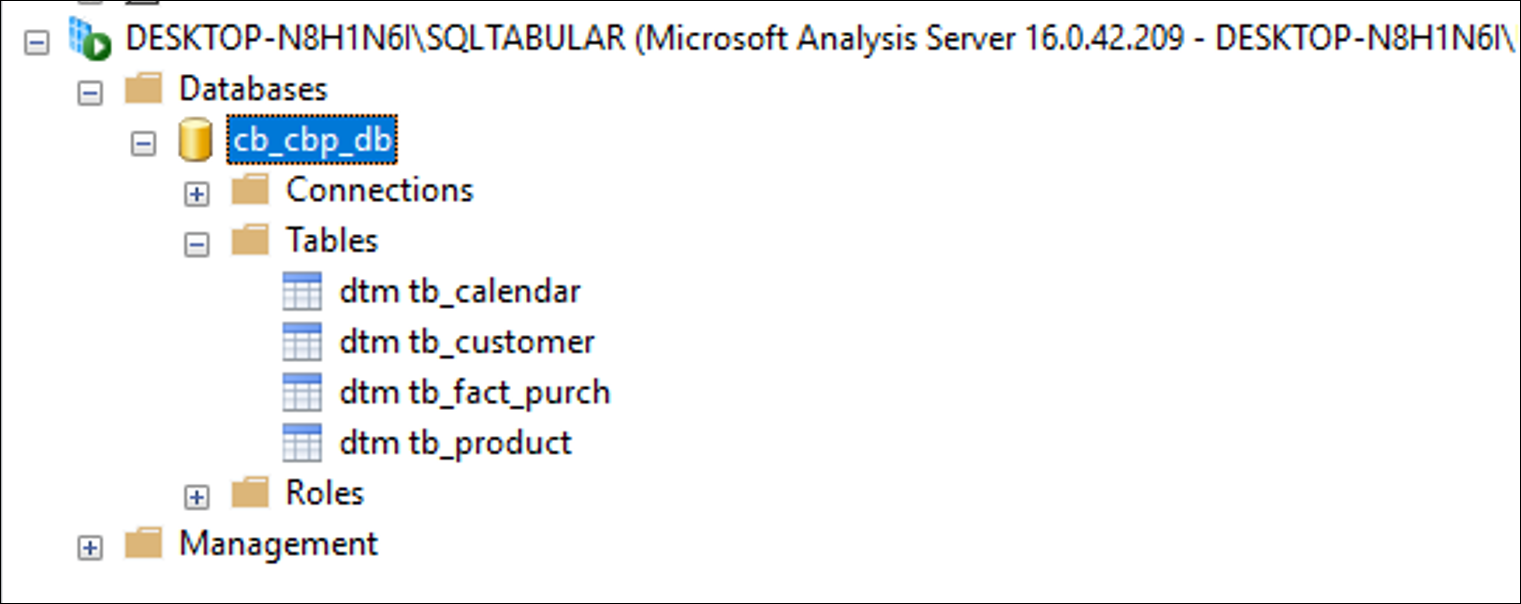 DESKTOP-N8H1N6I\SQLTABULAR (Microsoft Analysis Server 16.0.42.209 - DESKTOP-N8H1N6I\
Databases
cb_cbp_db
Connections
Tables
dtm tb_calendar
dtm tb_customer
dtm tb_fact_purch
dtm tb_product
Roles
Management